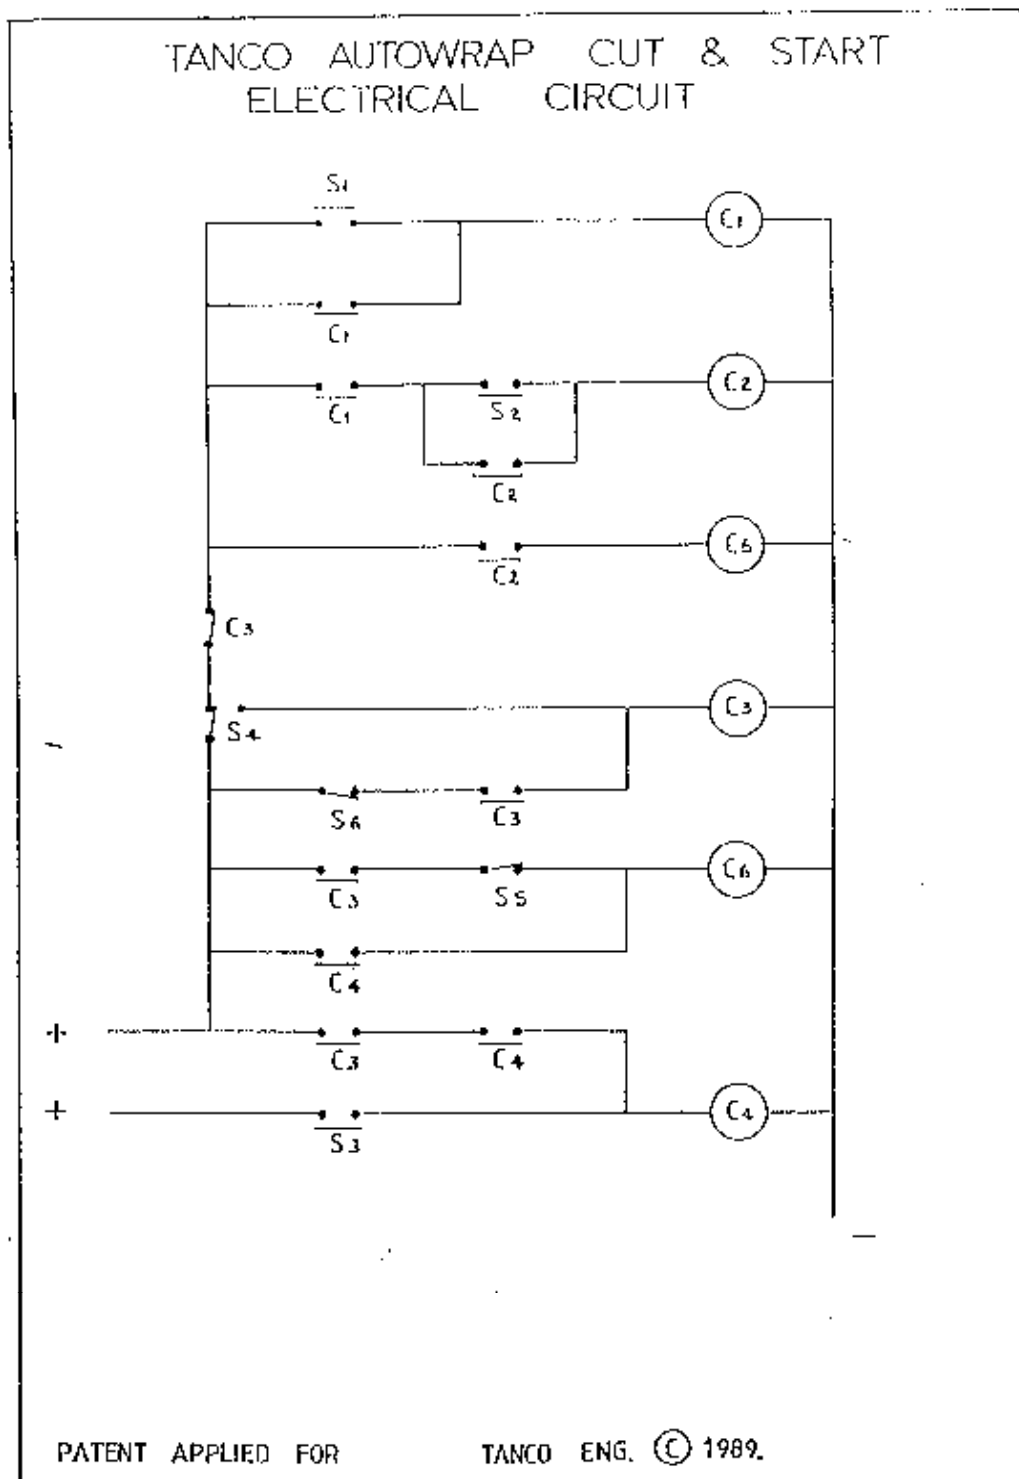 TANCO AUTOWRAP CUT & START
ELECTRICAL CIRCUIT
S1
C1
C1
C1
S2
C2
C2
C2
C5
C3
C3
S4
S6
C3
C3
S5
C6
C4
+
C3
C4
+
S3
C4
−
PATENT APPLIED FOR TANCO ENG. © 1989.